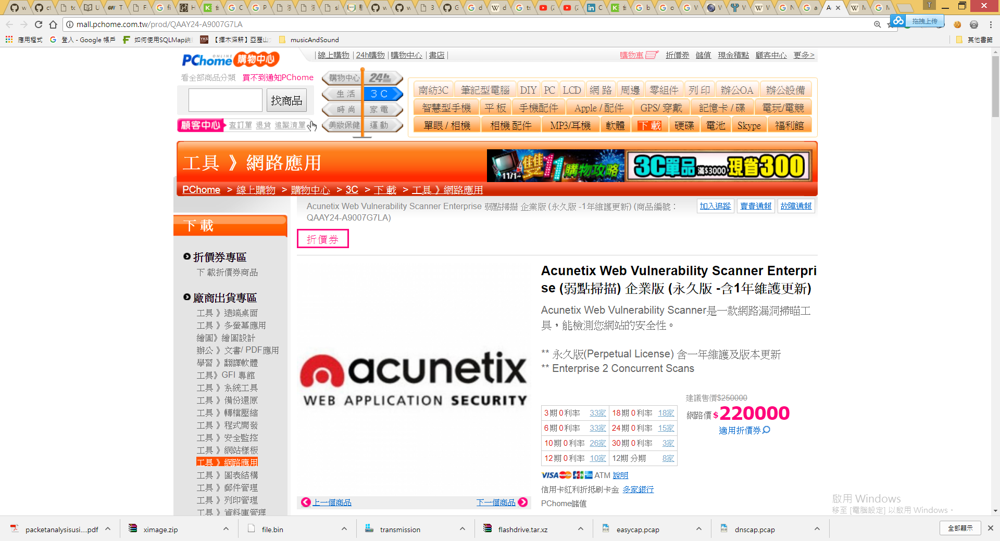 mall.pchome.com.tw/prod/QAAY24-A9007G7LA
拖拽上传
應用程式
登入 - Google 帳戶
如何使用SQLMap繞
【擇木深耕】亞歷山
musicAndSound
其他書籤
PChome ONLINE 購物中心
|線上購物 |24h購物 |購物中心 |書店|
購物車 折價券 儲值 現金積點 顧客中心 更多>
看全部商品分類 買不到通知PChome
找商品
顧客中心 查訂單 退貨 追蹤清單
購物中心 24h
生活 3C
時尚 家電
美妝保健 運動
南紡3C 筆記型電腦 DIY PC LCD 網路 周邊 零組件 列印 辦公OA 辦公設備
智慧型手機 平板 手機配件 Apple / 配件 GPS/ 穿戴 記憶卡 / 碟 電玩/電競
單眼 / 相機 相機配件 MP3/耳機 軟體 下載 硬碟 電池 Skype 福利館
工具 》網路應用
11/1~ 雙11購物攻略
3C單品 滿$3000 現省300
PChome > 線上購物 > 購物中心 > 3C > 下載 > 工具 》網路應用
Acunetix Web Vulnerability Scanner Enterprise 弱點掃描 企業版 (永久版 -1年維護更新) (商品編號：
QAAY24-A9007G7LA)
加入追蹤 賣貴通報 故障通報
折價券
下載
折價券專區
下載折價券商品
廠商出貨專區
工具 》遠端桌面
工具 》多螢幕應用
繪圖》繪圖設計
辦公 》文書/ PDF應用
學習 》翻譯軟體
工具》GFI 專館
工具 》系統工具
工具 》備份還原
工具 》轉檔壓縮
工具 》程式開發
工具 》安全監控
工具 》網站樣板
工具 》網路應用
工具 》圖表結構
工具 》郵件管理
工具 》列印管理
工具 》資料庫管理
acunetix
WEB APPLICATION SECURITY
上一個商品 下一個商品
Acunetix Web Vulnerability Scanner Enterpri
se (弱點掃描) 企業版 (永久版 -含1年維護更新)
Acunetix Web Vulnerability Scanner是一款網路漏洞掃瞄工
具，能檢測您網站的安全性。
** 永久版(Perpetual License) 含一年維護及版本更新
** Enterprise 2 Concurrent Scans
建議售價$250000
網路價$220000
適用折價券
3期0利率 33家 18期0利率 18家
6期0利率 33家 24期0利率 15家
10期0利率 26家 30期0利率 3家
12期0利率 10家 12期 分期 8家
VISA JCB ATM 說明
信用卡紅利折抵刷卡金 多家銀行
PChome儲值
啟用 Windows
移至 [電腦設定] 以啟用 Windows。
packetanalysisusi....pdf
ximage.zip
file.bin
transmission
flashdrive.tar.xz
easycap.pcap
dnscap.pcap
全部顯示